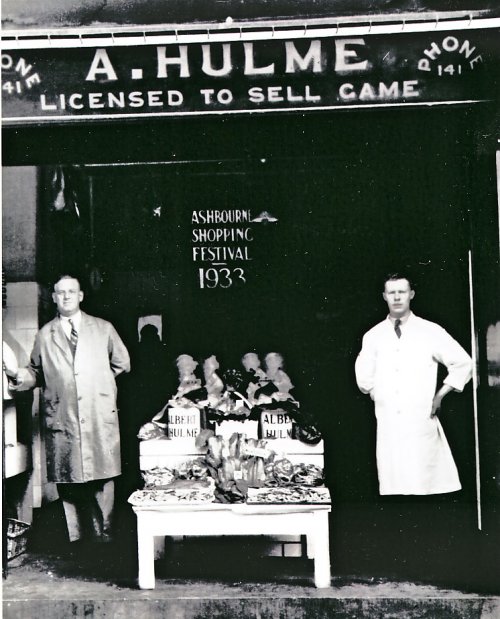 A. HULME
PHONE
141
PHONE
141
LICENSED TO SELL GAME
ASHBOURNE
SHOPPING
FESTIVAL
1933
ALBERT
HULME
ALBERT
HULME